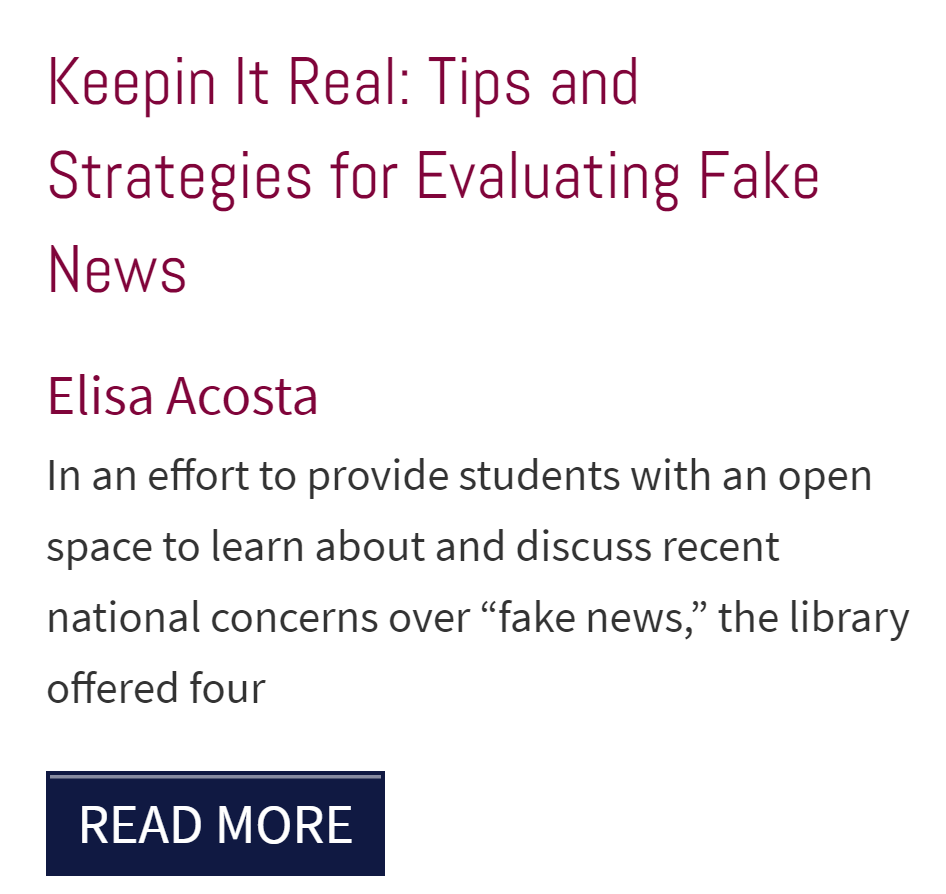 Keepin It Real: Tips and
Strategies for Evaluating Fake
News
Elisa Acosta
In an effort to provide students with an open
space to learn about and discuss recent
national concerns over “fake news,” the library
offered four
READ MORE